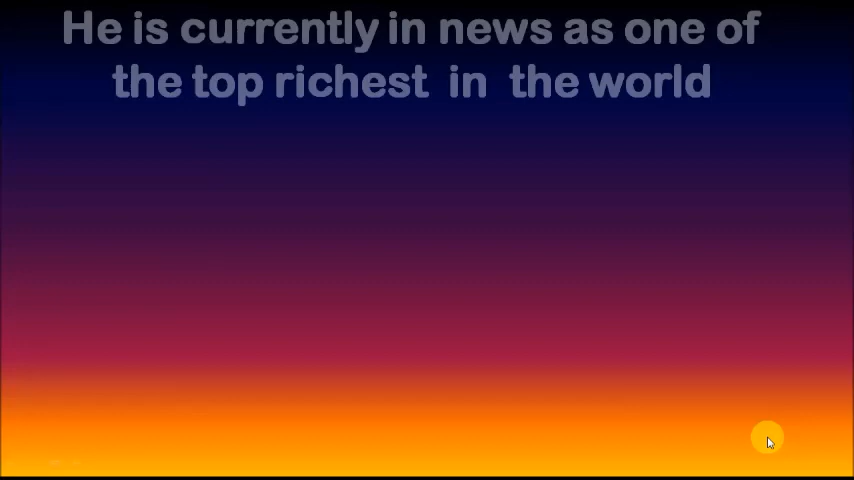 He is currently in news as one of
the top richest in the world